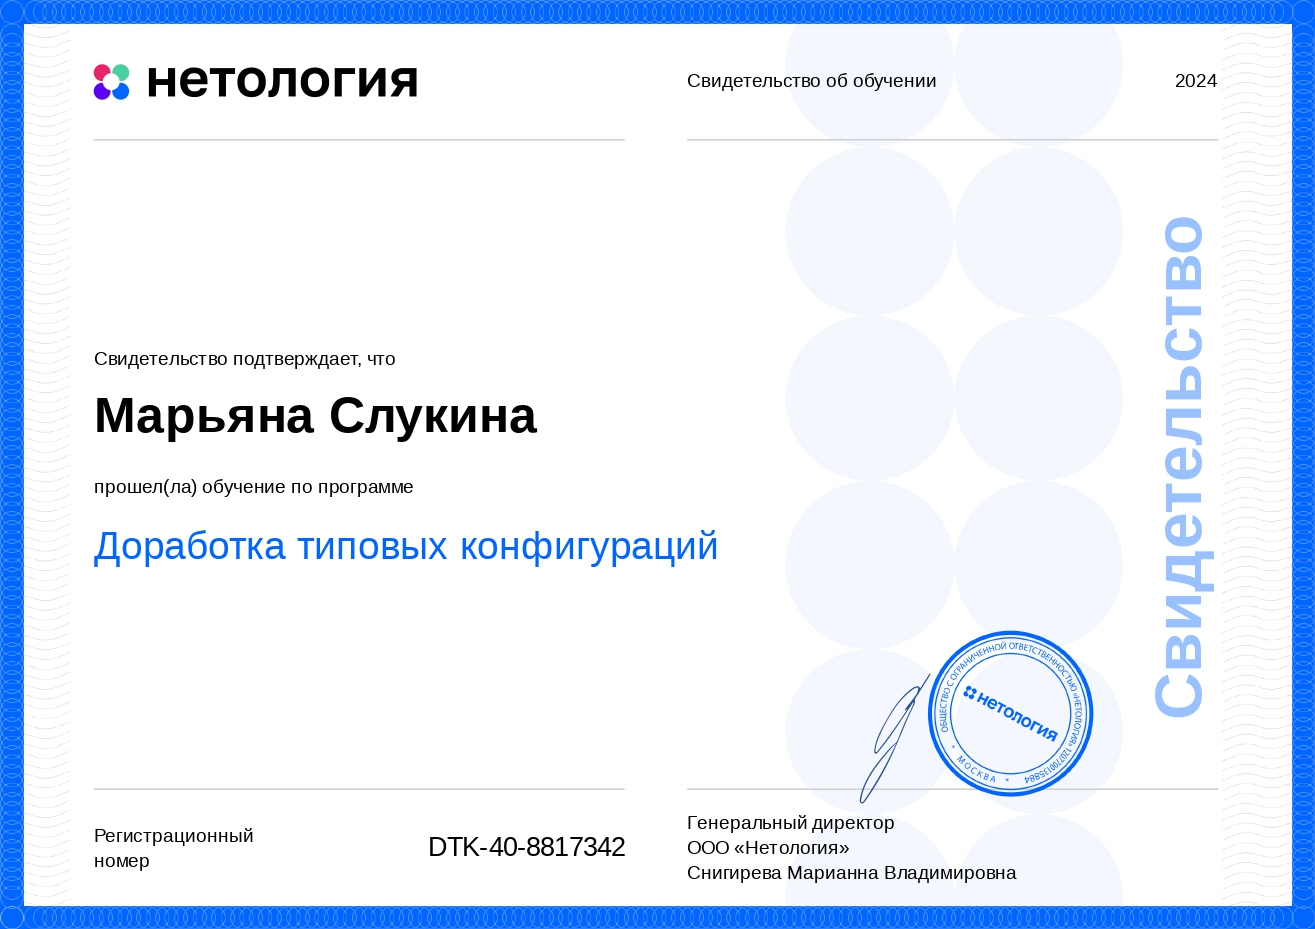 нетология
Свидетельство об обучении
2024
Свидетельство подтверждает, что
Марьяна Слукина
прошел(ла) обучение по программе
Доработка типовых конфигураций
Свидетельство
ОБЩЕСТВО С ОГРАНИЧЕННОЙ ОТВЕТСТВЕННОСТЬЮ «НЕТОЛОГИЯ» 1207700135884
* МОСКВА *
нетология
Регистрационный
номер
DTK-40-8817342
Генеральный директор
ООО «Нетология»
Снигирева Марианна Владимировна